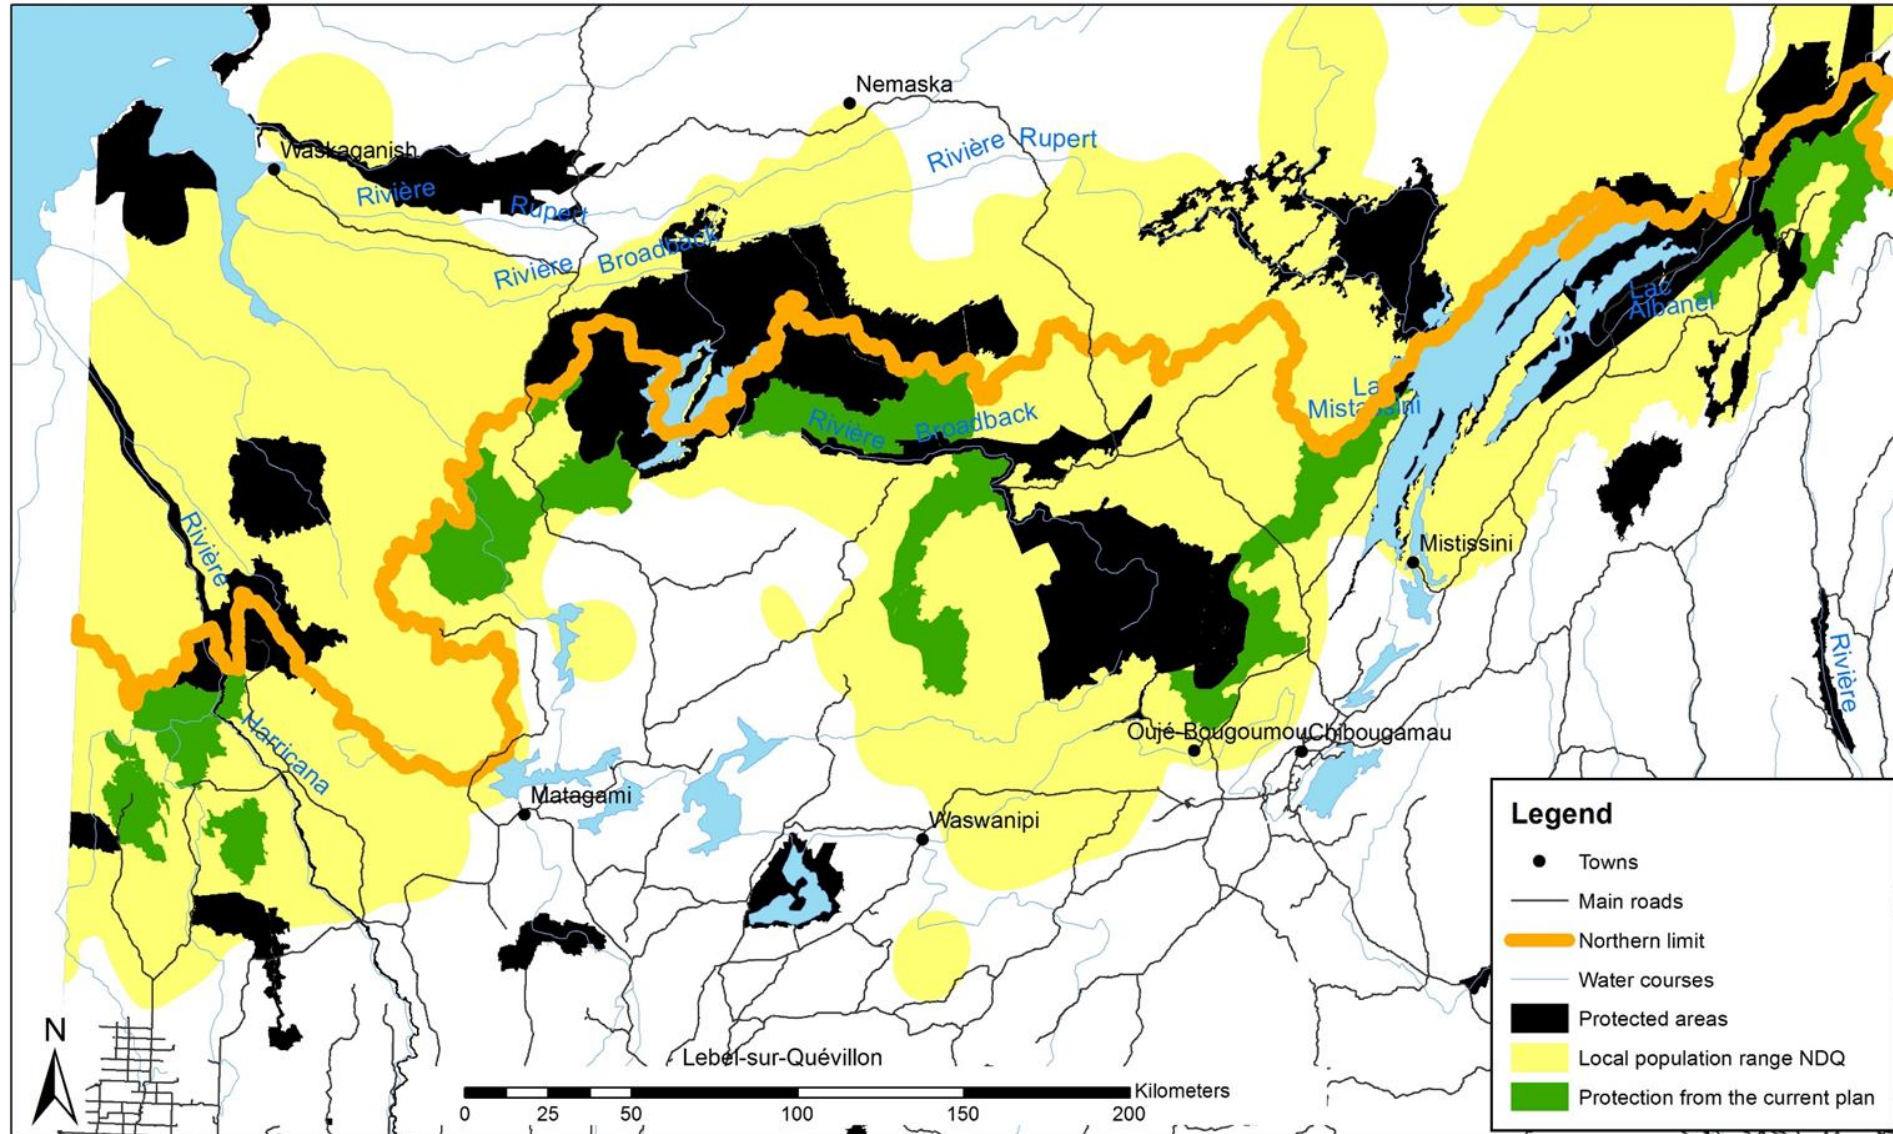 Nemaska
Waskaganish
Rivière Rupert
Rivière
Rupert
Rivière Broadback
Lac
Albanel
Mistassini
Rivière Broadback
Rivière
Mistissini
Rivière
Harricana
Oujé-Bougoumou
Chibougamau
Matagami
Waswanipi
Lebel-sur-Quévillon
N
Kilometers
0 25 50 100 150 200
Legend
Towns
Main roads
Northern limit
Water courses
Protected areas
Local population range NDQ
Protection from the current plan